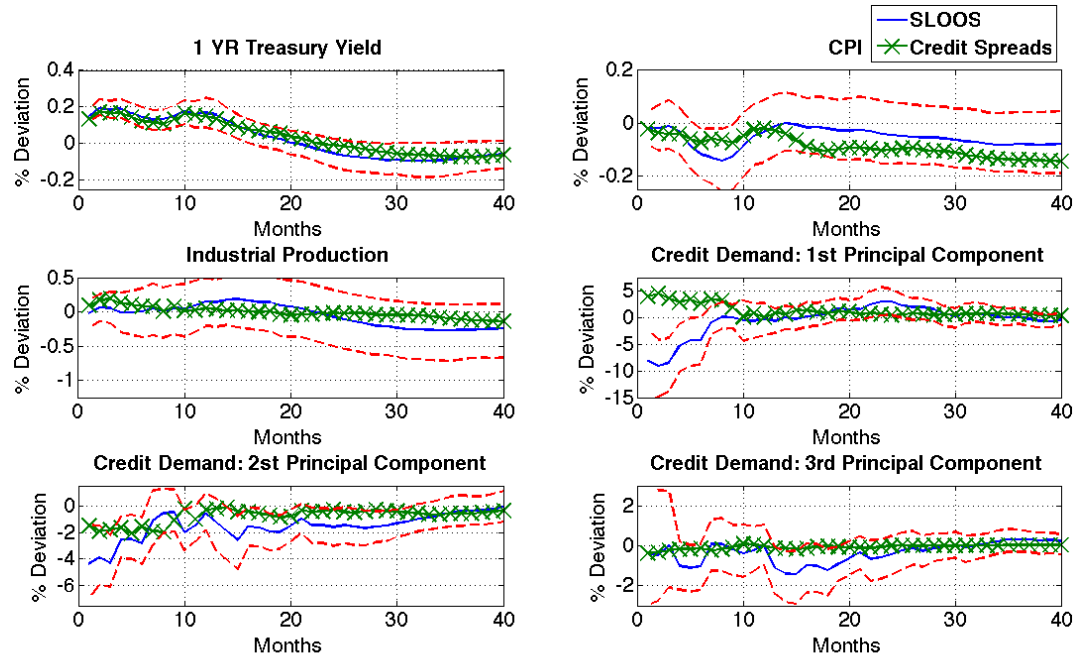 SLOOS
Credit Spreads
1 YR Treasury Yield
0.4
0.2
0
-0.2
% Deviation
0
10
20
30
40
Months
CPI
0.2
0
-0.2
% Deviation
0
10
20
30
40
Months
Industrial Production
0.5
0
-0.5
-1
% Deviation
0
10
20
30
40
Months
Credit Demand: 1st Principal Component
5
0
-5
-10
-15
% Deviation
0
10
20
30
40
Months
Credit Demand: 2st Principal Component
0
-2
-4
-6
% Deviation
0
10
20
30
40
Months
Credit Demand: 3rd Principal Component
2
0
-2
% Deviation
0
10
20
30
40
Months